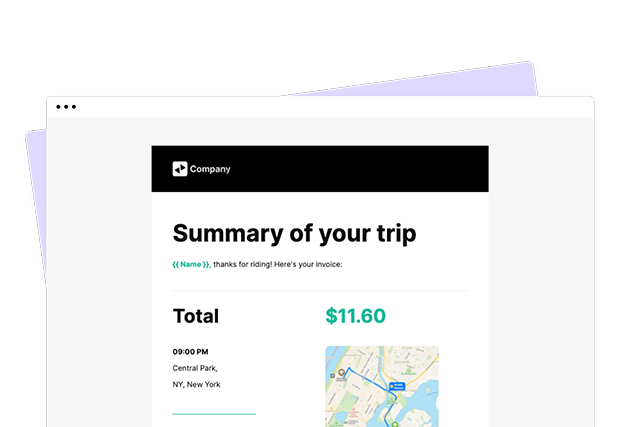 Company
Summary of your trip
{{ Name }}, thanks for riding! Here's your invoice:
Total
$11.60
09:00 PM
Central Park,
NY, New York